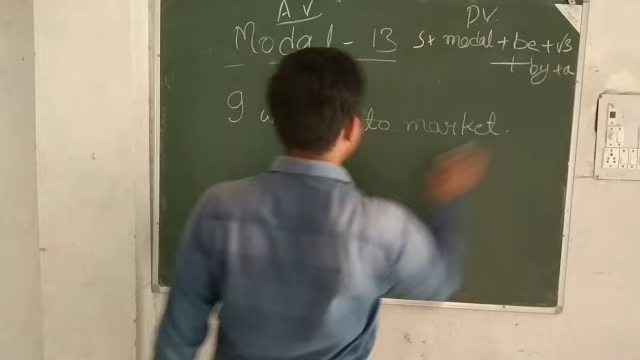 A V
P V.
Modal - 13 S + modal + be + V3
+ by + a
I to market.